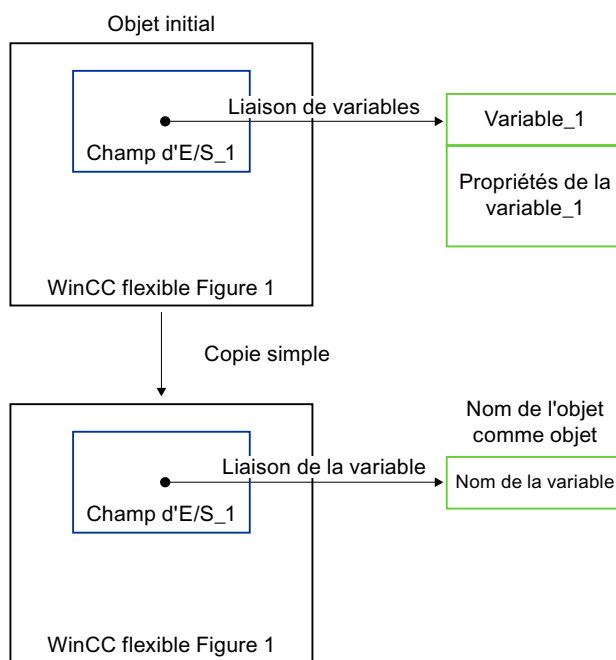 Objet initial
Liaison de variables
Champ d'E/S_1
Variable_1
Propriétés de la
variable_1
WinCC flexible Figure 1
Copie simple
Nom de l'objet
comme objet
Liaison de la variable
Nom de la variable
Champ d'E/S_1
WinCC flexible Figure 1